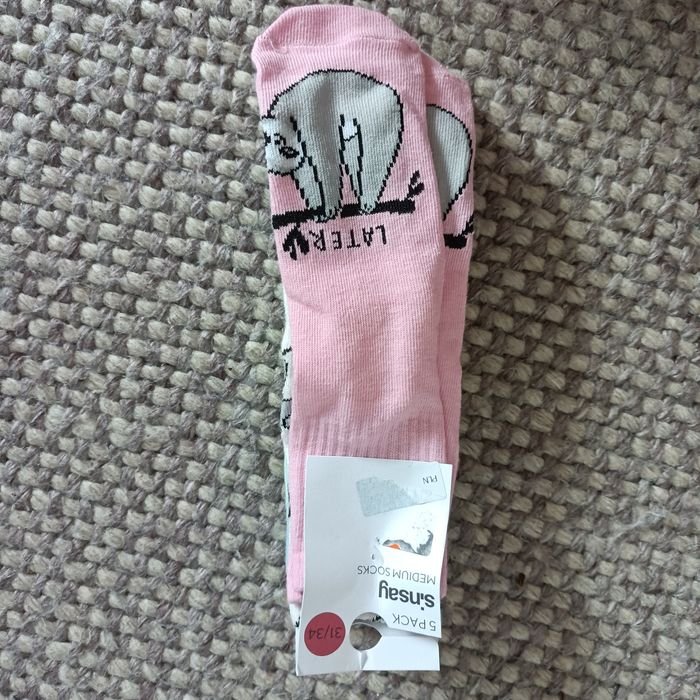 LATER
5 PACK
sinsay
MEDIUM SOCKS
PLN
31/34